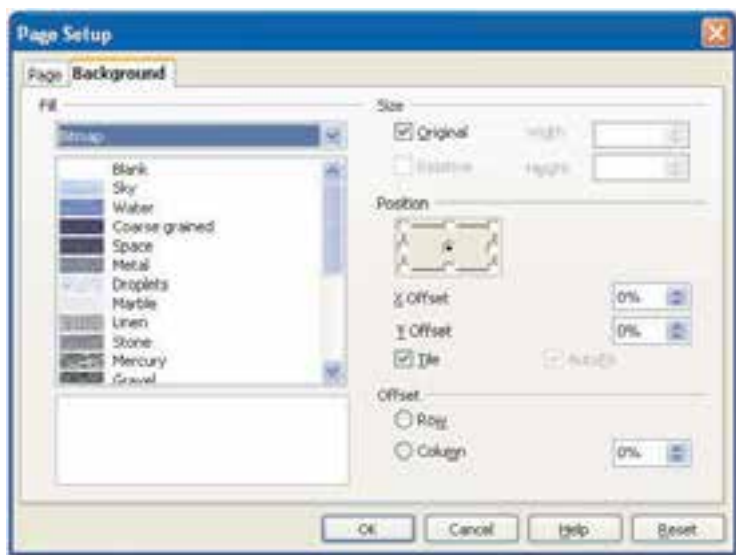 Page Setup
Page Background
Fill
Bitmap
Blank
Sky
Water
Coarse grained
Space
Metal
Droplets
Marble
Linen
Stone
Mercury
Gravel
Size
Original Width
Relative Height
Position
X Offset 0%
Y Offset 0%
Tile AutoFit
Offset
Row
Column 0%
OK Cancel Help Reset